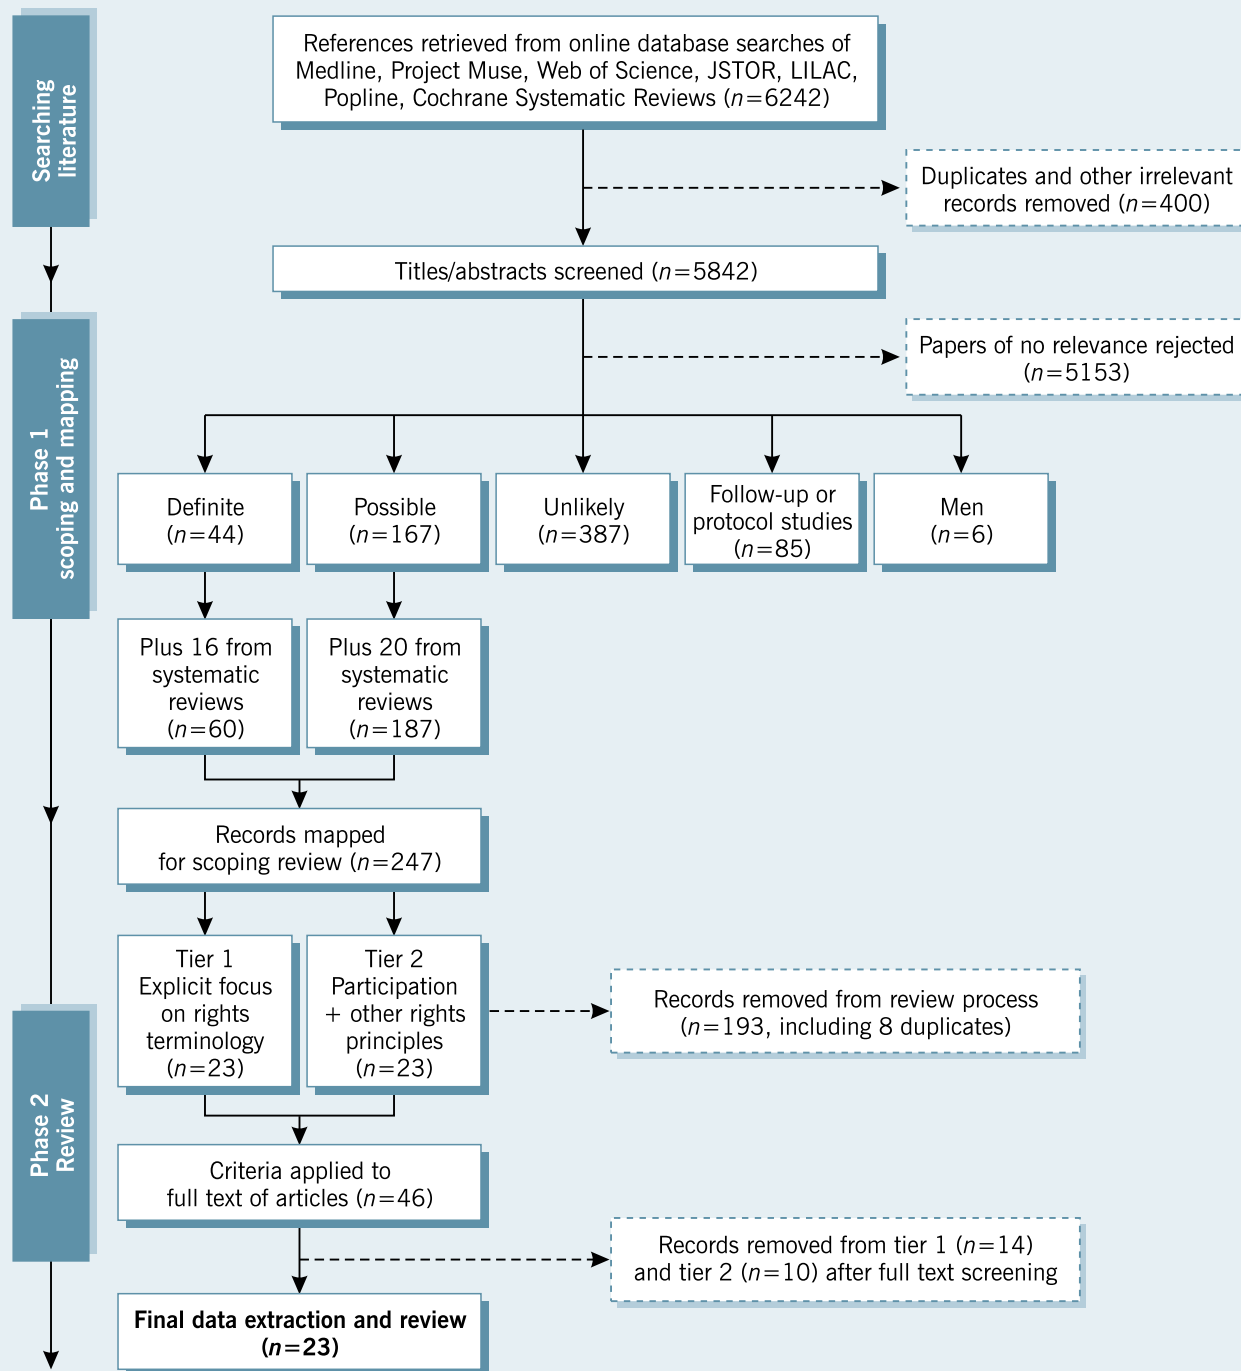 Searching
literature
References retrieved from online database searches of
Medline, Project Muse, Web of Science, JSTOR, LILAC,
Popline, Cochrane Systematic Reviews (n=6242)
Duplicates and other irrelevant
records removed (n=400)
Titles/abstracts screened (n=5842)
Phase 1
scoping and mapping
Papers of no relevance rejected
(n=5153)
Definite
(n=44)
Possible
(n=167)
Unlikely
(n=387)
Follow-up or
protocol studies
(n=85)
Men
(n=6)
Plus 16 from
systematic
reviews
(n=60)
Plus 20 from
systematic
reviews
(n=187)
Records mapped
for scoping review (n=247)
Tier 1
Explicit focus
on rights
terminology
(n=23)
Tier 2
Participation
+ other rights
principles
(n=23)
Records removed from review process
(n=193, including 8 duplicates)
Phase 2
Review
Criteria applied to
full text of articles (n=46)
Records removed from tier 1 (n=14)
and tier 2 (n=10) after full text screening
Final data extraction and review
(n=23)